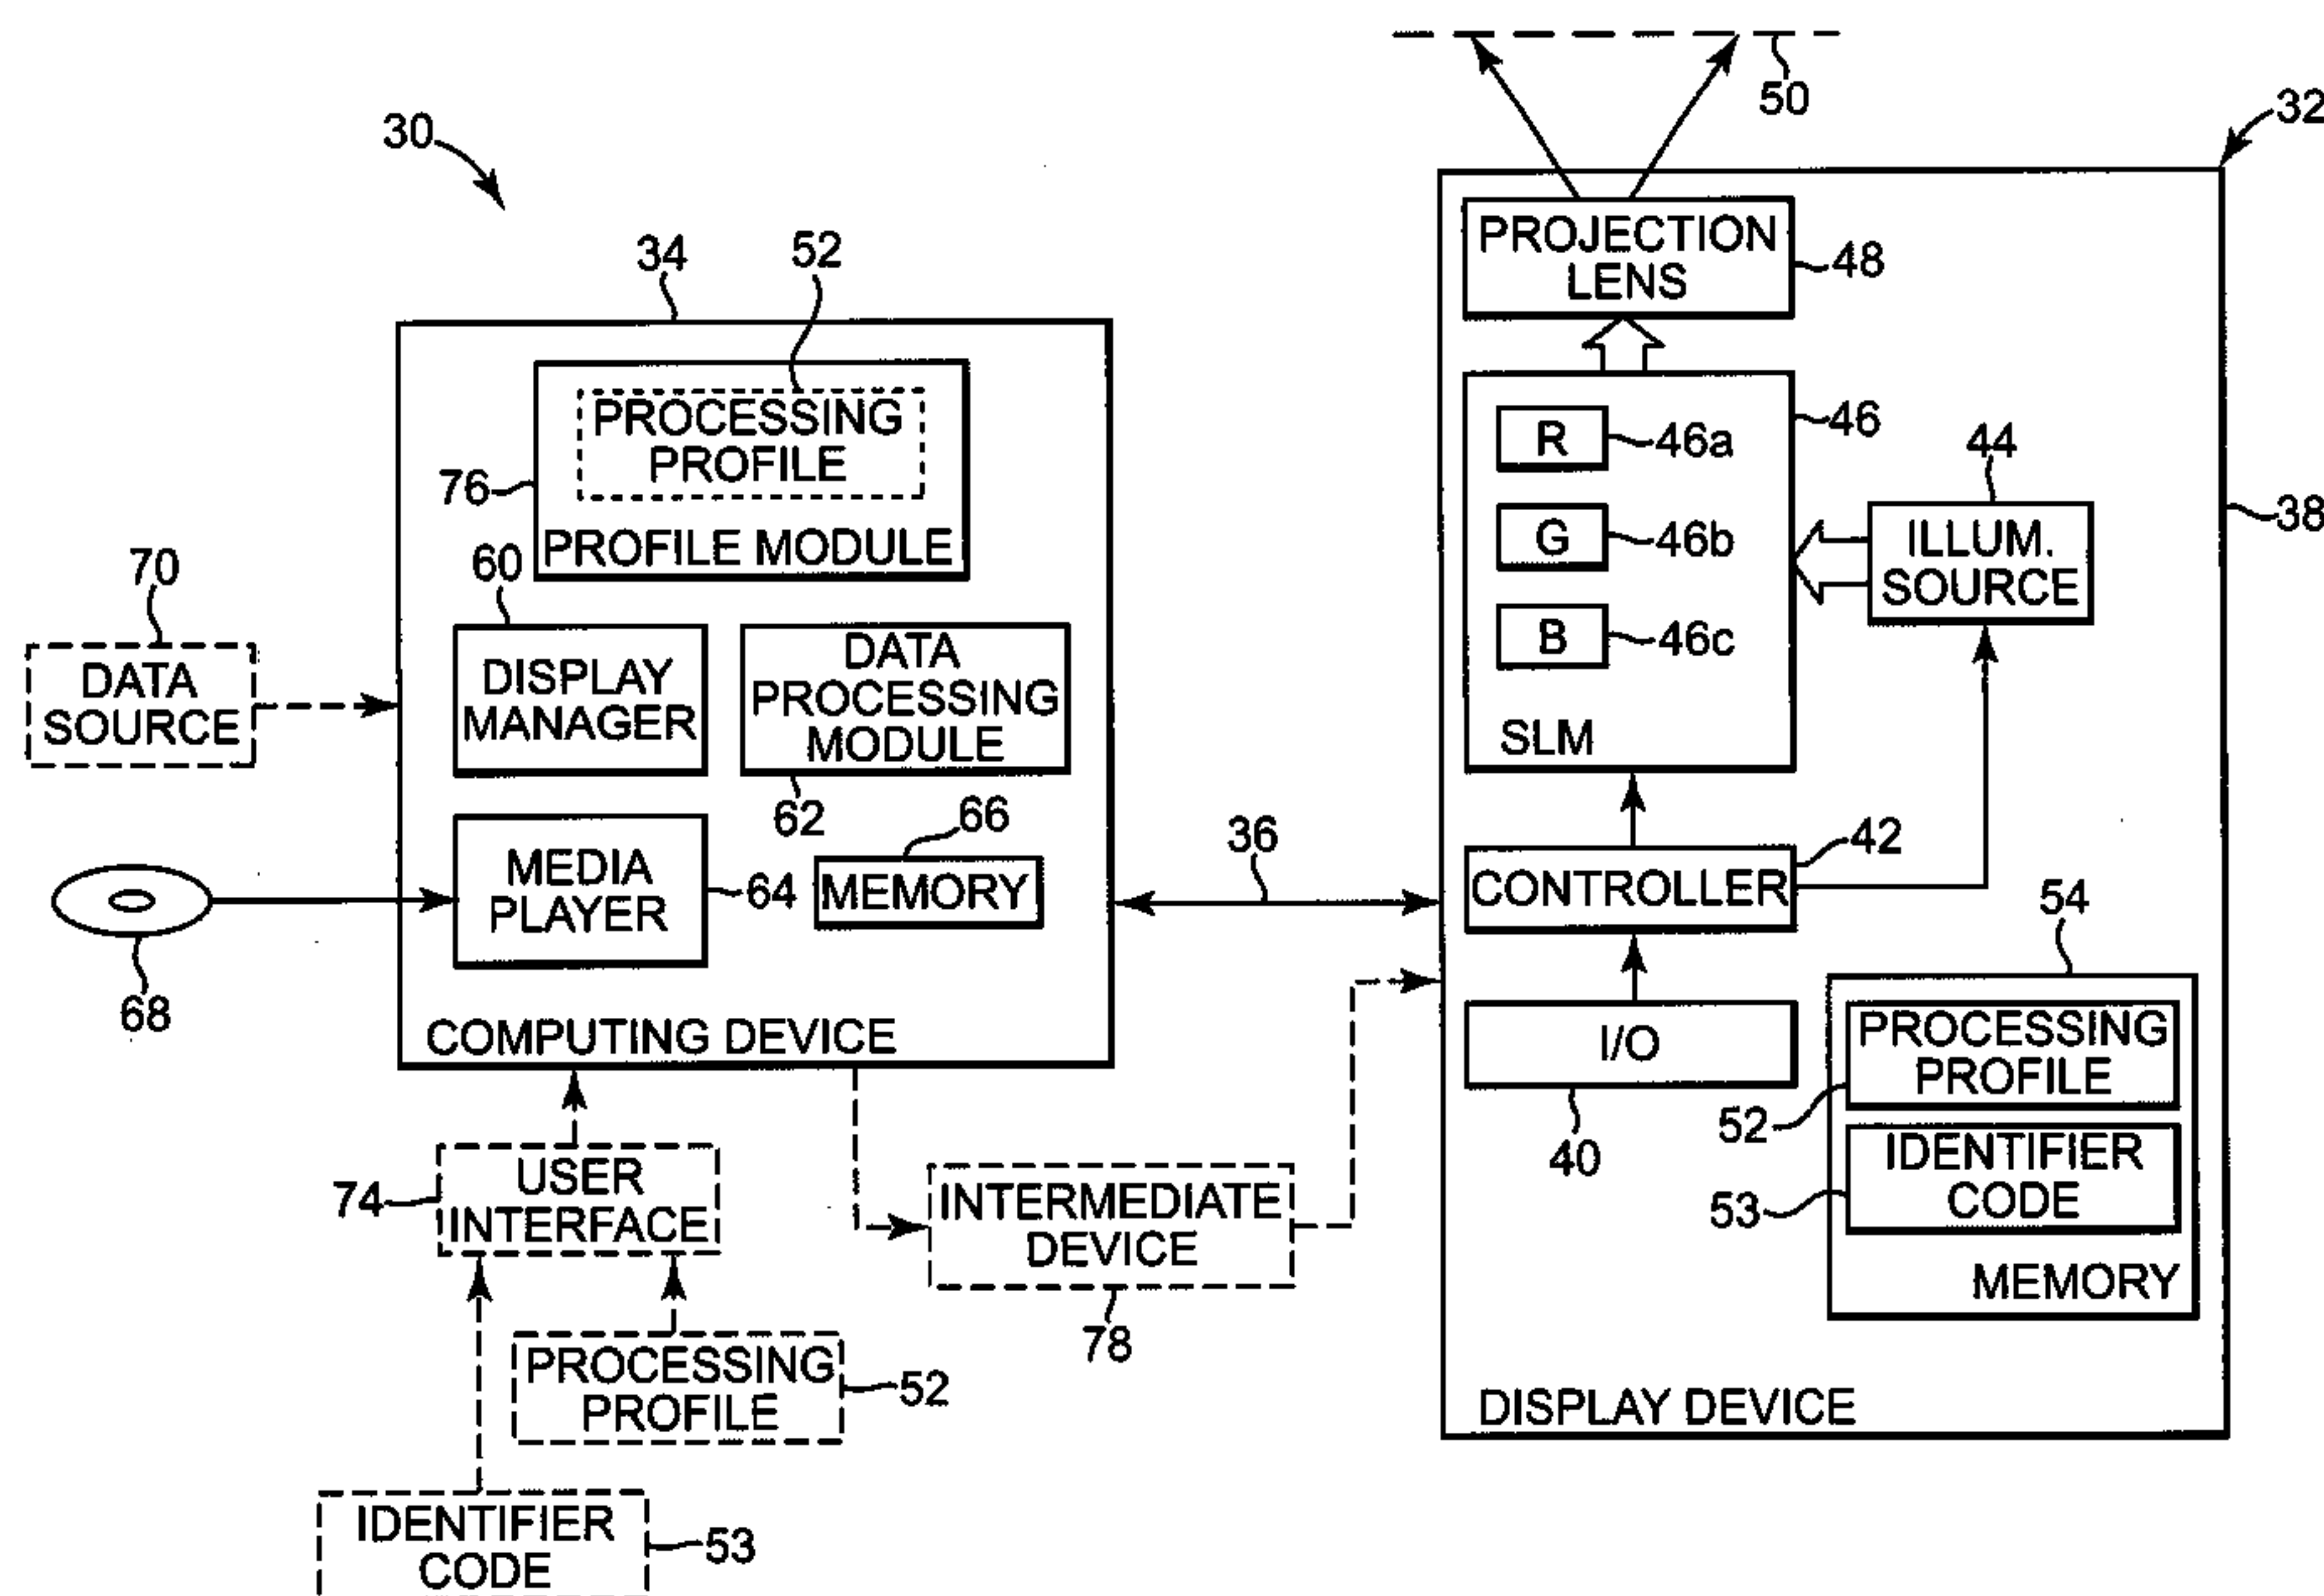 50
32
30
PROJECTION
LENS
48
34
52
PROCESSING
PROFILE
76
PROFILE MODULE
46
R
46a
44
G
46b
ILLUM.
SOURCE
38
B
46c
SLM
70
DATA
SOURCE
60
DISPLAY
MANAGER
DATA
PROCESSING
MODULE
62
66
MEDIA
PLAYER
64
MEMORY
68
COMPUTING DEVICE
36
42
CONTROLLER
54
I/O
40
PROCESSING
PROFILE
52
IDENTIFIER
CODE
53
MEMORY
74
USER
INTERFACE
INTERMEDIATE
DEVICE
78
PROCESSING
PROFILE
52
DISPLAY DEVICE
IDENTIFIER
CODE
53